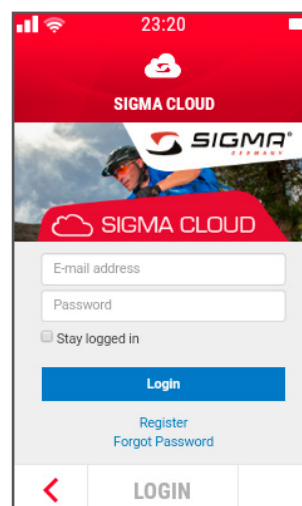 23:20
SIGMA CLOUD
SIGMA
GERMANY
SIGMA CLOUD
E-mail address
Password
Stay logged in
Login
Register
Forgot Password
LOGIN